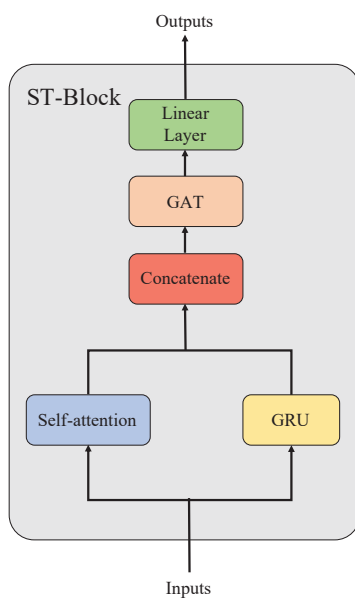 Outputs
ST-Block
Linear
Layer
GAT
Concatenate
Self-attention
GRU
Inputs